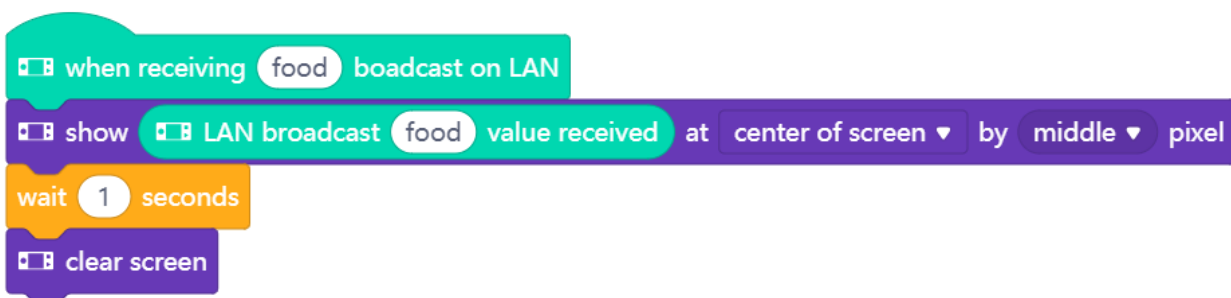 when receiving food boadcast on LAN
show LAN broadcast food value received at center of screen by middle pixel
wait 1 seconds
clear screen